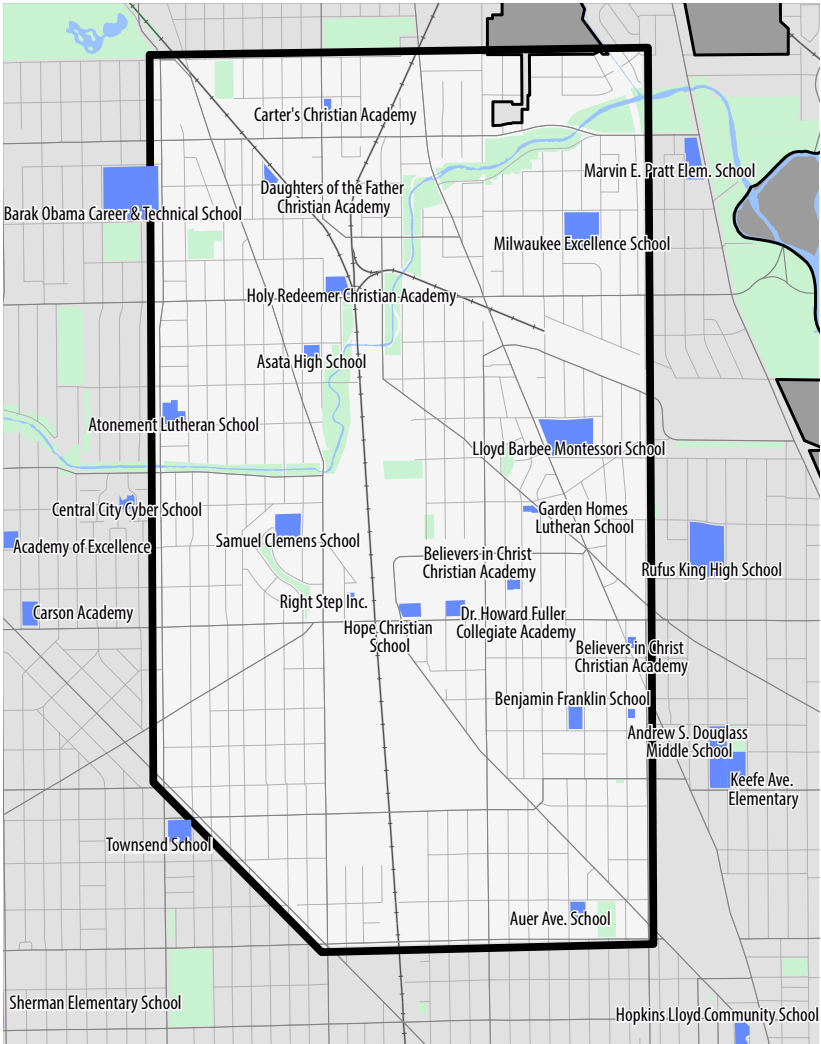 Carter's Christian Academy
Marvin E. Pratt Elem. School
Daughters of the Father
Christian Academy
Barak Obama Career & Technical School
Milwaukee Excellence School
Holy Redeemer Christian Academy
Asata High School
Atonement Lutheran School
Lloyd Barbee Montessori School
Central City Cyber School
Garden Homes
Lutheran School
Samuel Clemens School
Academy of Excellence
Believers in Christ
Christian Academy
Rufus King High School
Right Step Inc.
Carson Academy
Dr. Howard Fuller
Collegiate Academy
Hope Christian
School
Believers in Christ
Christian Academy
Benjamin Franklin School
Andrew S. Douglass
Middle School
Keefe Ave.
Elementary
Townsend School
Auer Ave. School
Sherman Elementary School
Hopkins Lloyd Community School